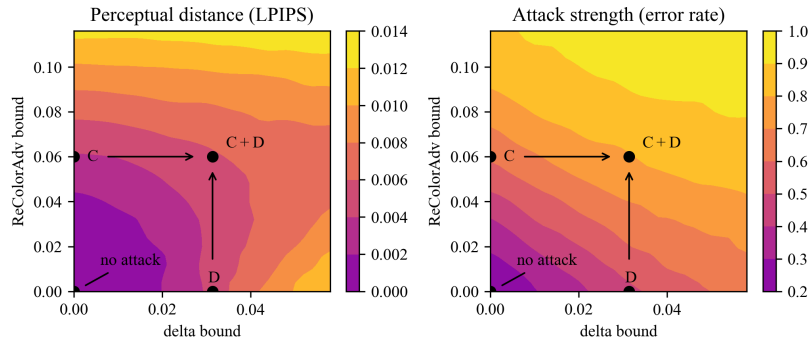 Perceptual distance (LPIPS)
0.10
0.08
0.06
0.04
0.02
0.00
ReColorAdv bound
C
C + D
D
no attack
0.00
0.02
0.04
delta bound
0.014
0.012
0.010
0.008
0.006
0.004
0.002
0.000
Attack strength (error rate)
0.10
0.08
0.06
0.04
0.02
0.00
ReColorAdv bound
C
C + D
D
no attack
0.00
0.02
0.04
delta bound
1.0
0.9
0.8
0.7
0.6
0.5
0.4
0.3
0.2